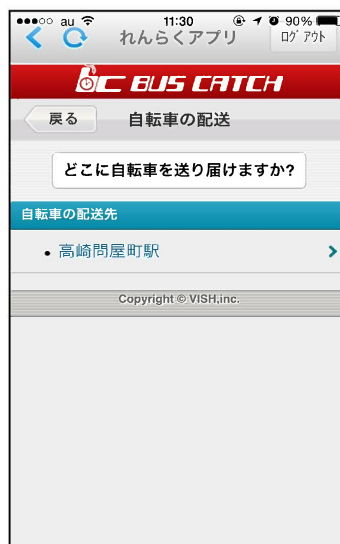 au 11:30 90%
れんらくアプリ ﾛｸﾞｱｳﾄ
BUS CATCH
戻る 自転車の配送
どこに自転車を送り届けますか?
自転車の配送先
• 高崎問屋町駅
Copyright © VISH,inc.